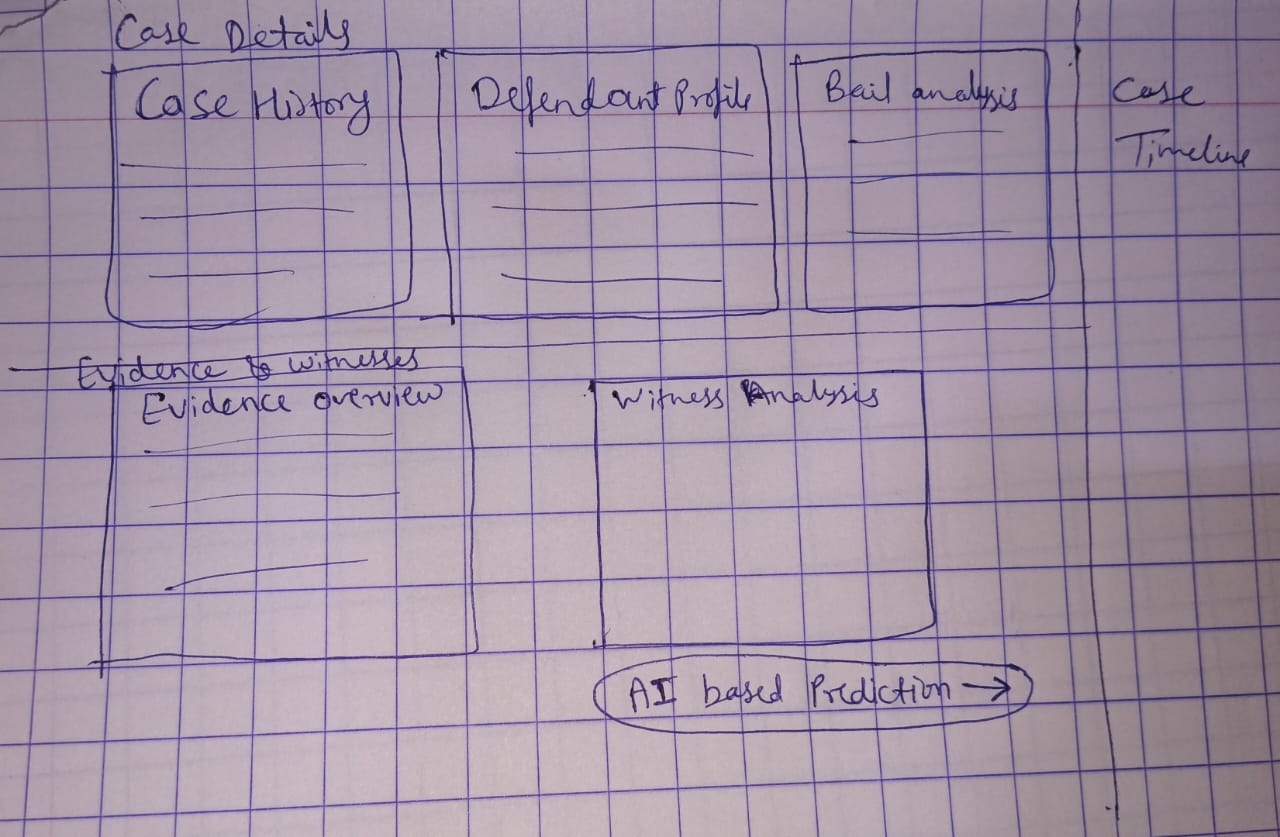 Case Details
Case History
Defendant Profile
Bail analysis
Case
Timeline
Evidence & Witnesses
Evidence overview
Witness Analysis
AI based Prediction →